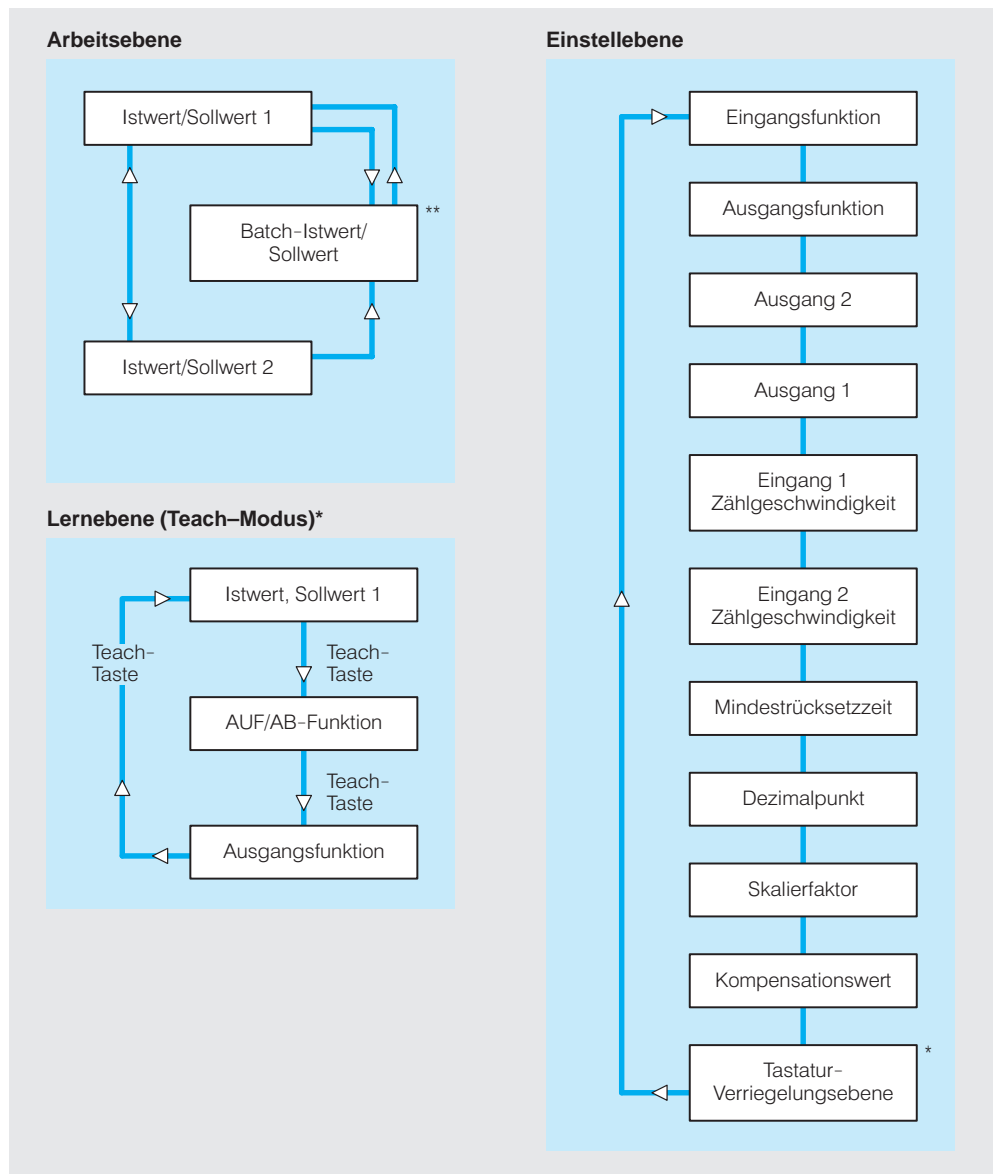 Arbeitsebene
Istwert/Sollwert 1
**
Batch-Istwert/
Sollwert
Istwert/Sollwert 2
Lernebene (Teach–Modus)*
Istwert, Sollwert 1
Teach-
Taste
Teach-
Taste
AUF/AB-Funktion
Teach-
Taste
Ausgangsfunktion
Einstellebene
Eingangsfunktion
Ausgangsfunktion
Ausgang 2
Ausgang 1
Eingang 1
Zählgeschwindigkeit
Eingang 2
Zählgeschwindigkeit
Mindestrücksetzzeit
Dezimalpunkt
Skalierfaktor
Kompensationswert
*
Tastatur-
Verriegelungsebene